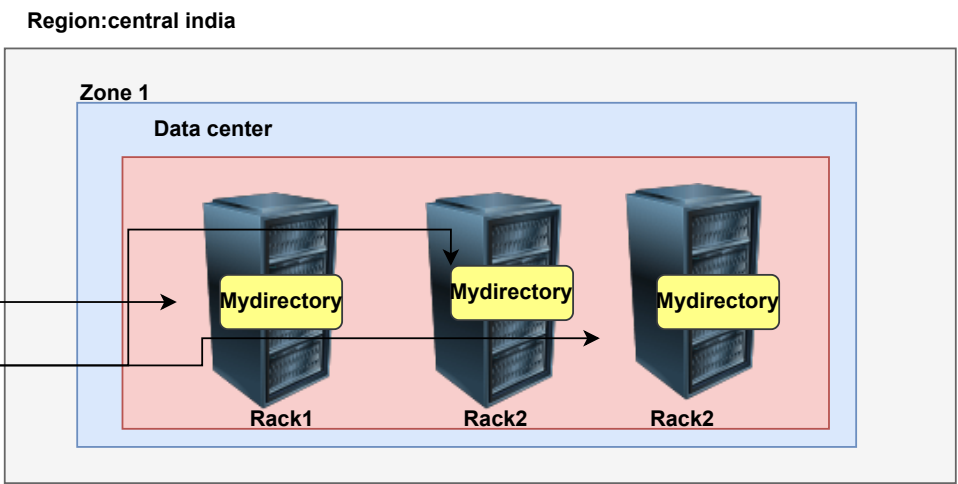 Region:central india
Zone 1
Data center
Mydirectory
Mydirectory
Mydirectory
Rack1
Rack2
Rack2